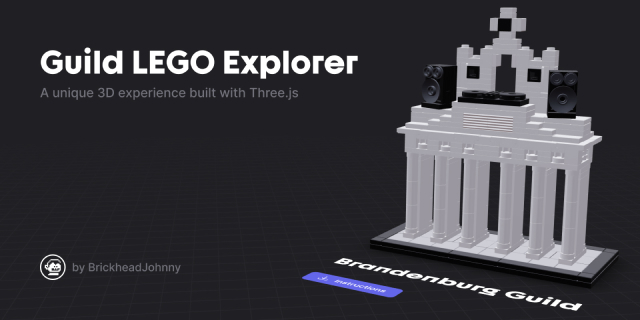 Guild LEGO Explorer
A unique 3D experience built with Three.js
by BrickheadJohnny
Brandenburg Guild
Instructions